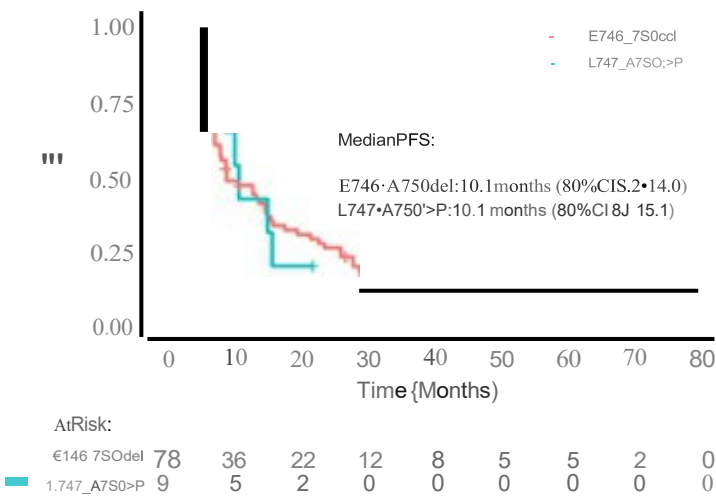 1.00
E746_7S0ccl
L747_A7SO;>P
0.75
MedianPFS:
"'
0.50
E746·A750del:10.1months (80%CIS.2•14.0)
L747•A750'>P:10.1 months (80%CI 8J 15.1)
0.25
0.00
0 10 20 30 40 50 60 70 80
Time {Months)
AtRisk:
€146 7SOdel 78 36 22 12 8 5 5 2 0
1.747_A7S0>P 9 5 2 0 0 0 0 0 0